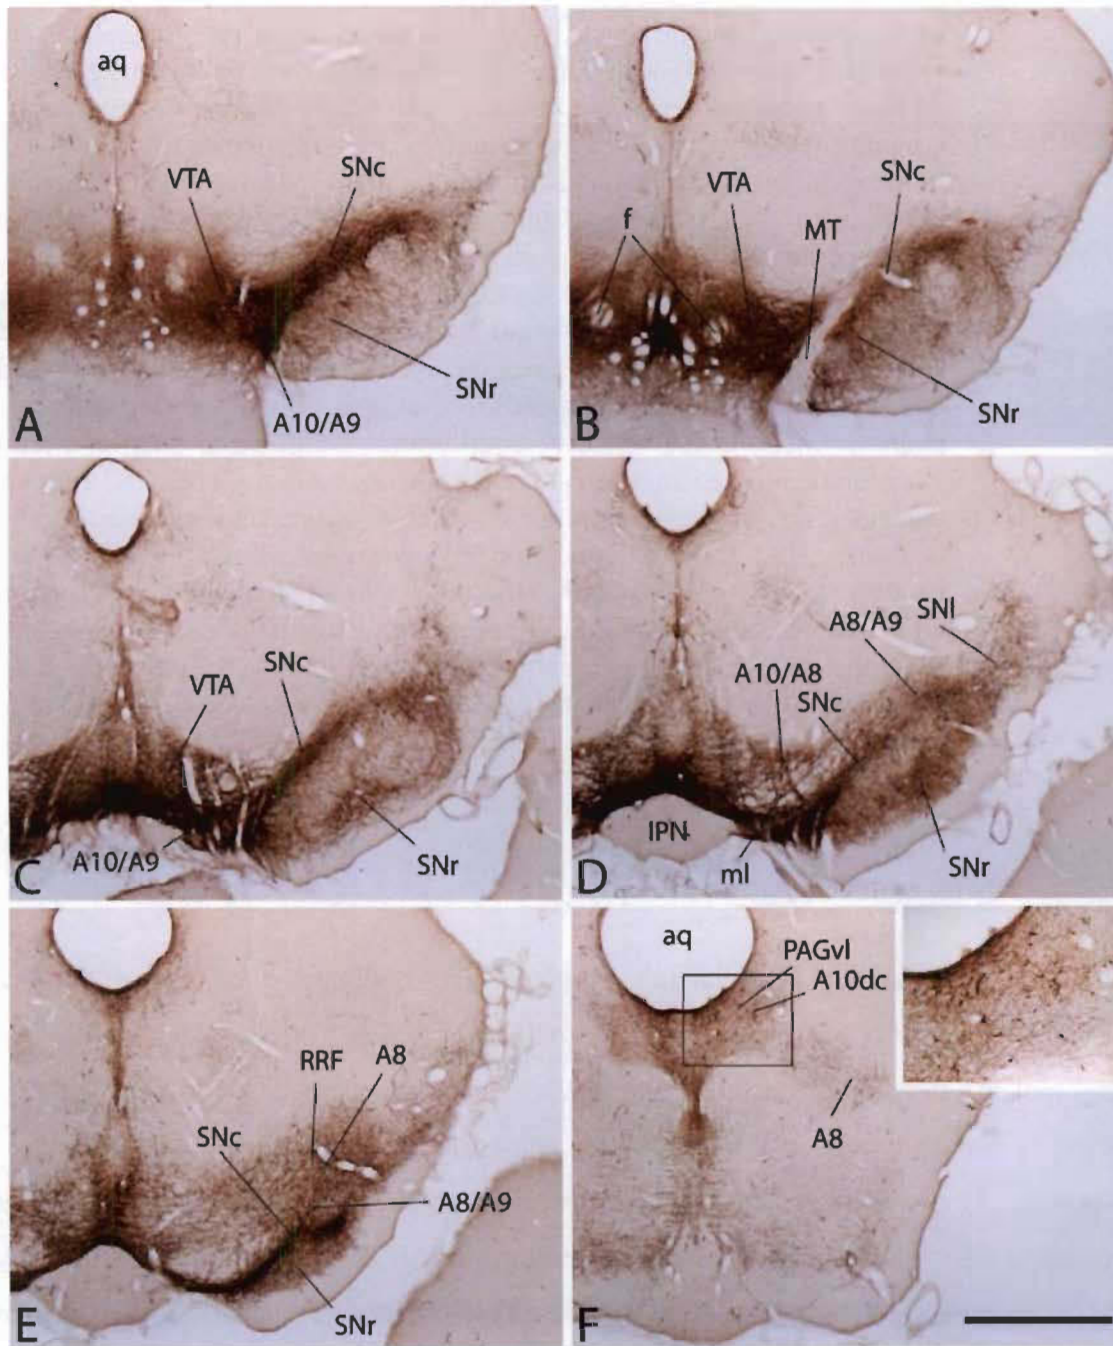 aq
VTA
SNc
SNr
A10/A9
A
f
VTA
MT
SNc
SNr
B
VTA
SNc
A10/A9
SNr
C
A10/A8
SNc
A8/A9
SNl
IPN
ml
SNr
D
RRF
A8
SNc
A8/A9
SNr
E
aq
PAGvl
A10dc
A8
F